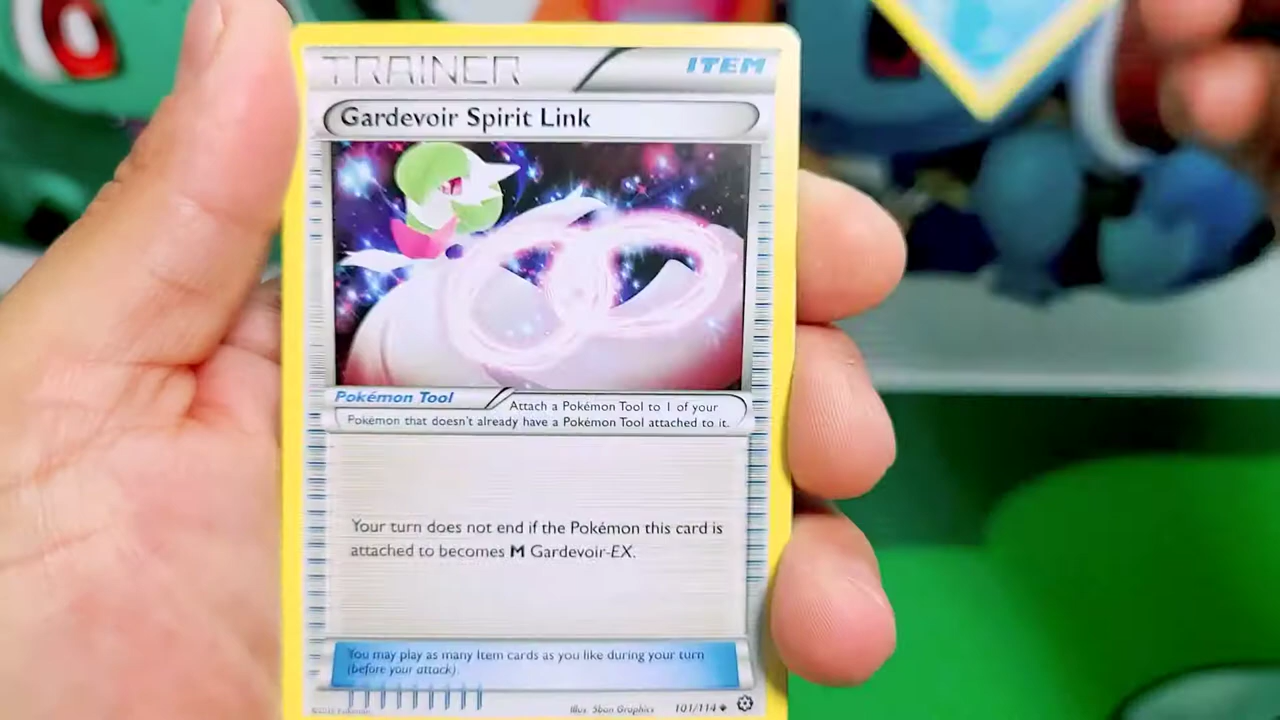 TRAINER
ITEM
Gardevoir Spirit Link
Pokémon Tool
Attach a Pokémon Tool to 1 of your
Pokémon that doesn't already have a Pokémon Tool attached to it.
Your turn does not end if the Pokémon this card is
attached to becomes M Gardevoir-EX.
You may play as many Item cards as you like during your turn
(before your attack).
Illus. 5ban Graphics
101/114